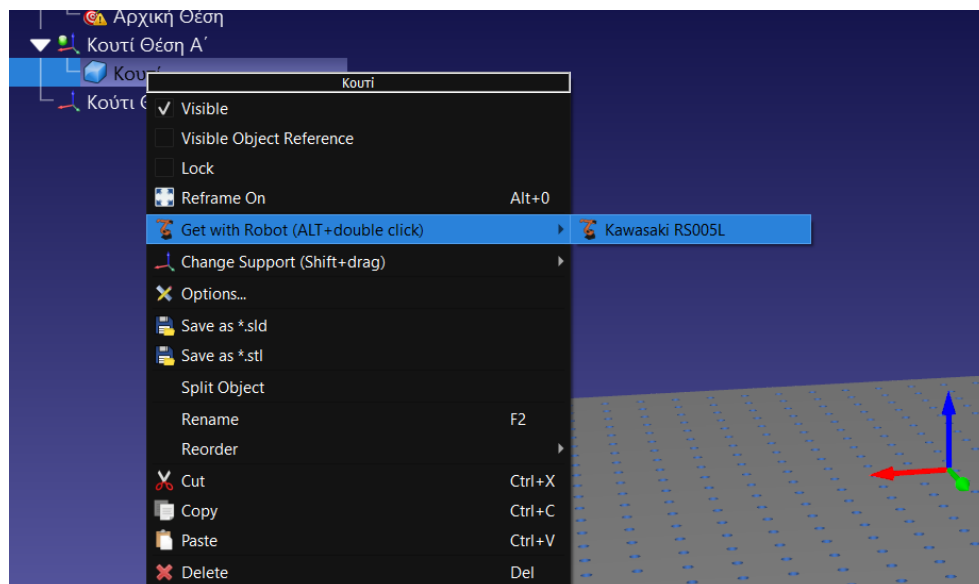 Αρχική Θέση
Κουτί Θέση Α΄
Κουτί
Κουτί
Κούτι
Visible
Visible Object Reference
Lock
Reframe On Alt+0
Get with Robot (ALT+double click) Kawasaki RS005L
Change Support (Shift+drag)
Options...
Save as *.sld
Save as *.stl
Split Object
Rename F2
Reorder
Cut Ctrl+X
Copy Ctrl+C
Paste Ctrl+V
Delete Del